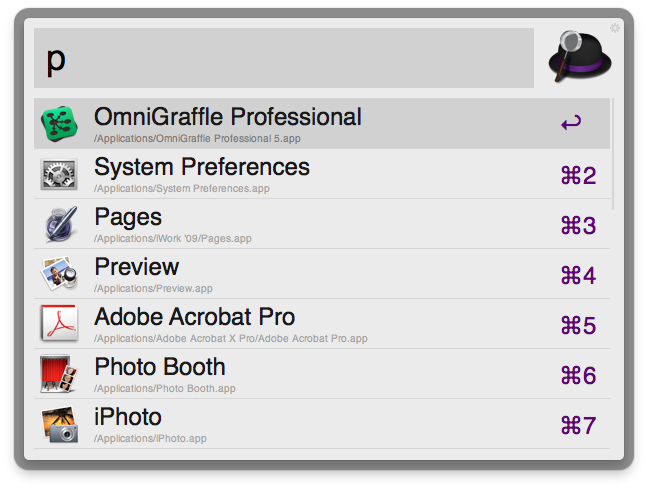 p
OmniGraffle Professional
/Applications/OmniGraffle Professional 5.app
↩
System Preferences
/Applications/System Preferences.app
⌘2
Pages
/Applications/iWork '09/Pages.app
⌘3
Preview
/Applications/Preview.app
⌘4
Adobe Acrobat Pro
/Applications/Adobe Acrobat X Pro/Adobe Acrobat Pro.app
⌘5
Photo Booth
/Applications/Photo Booth.app
⌘6
iPhoto
/Applications/iPhoto.app
⌘7